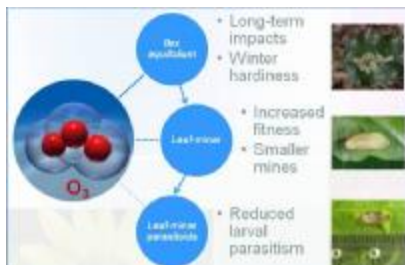 Ilex
aquifolium
• Long-term
impacts
• Winter
hardiness
O3
Leaf-miner
• Increased
fitness
• Smaller
mines
Leaf-miner
parasitoids
• Reduced
larval
parasitism